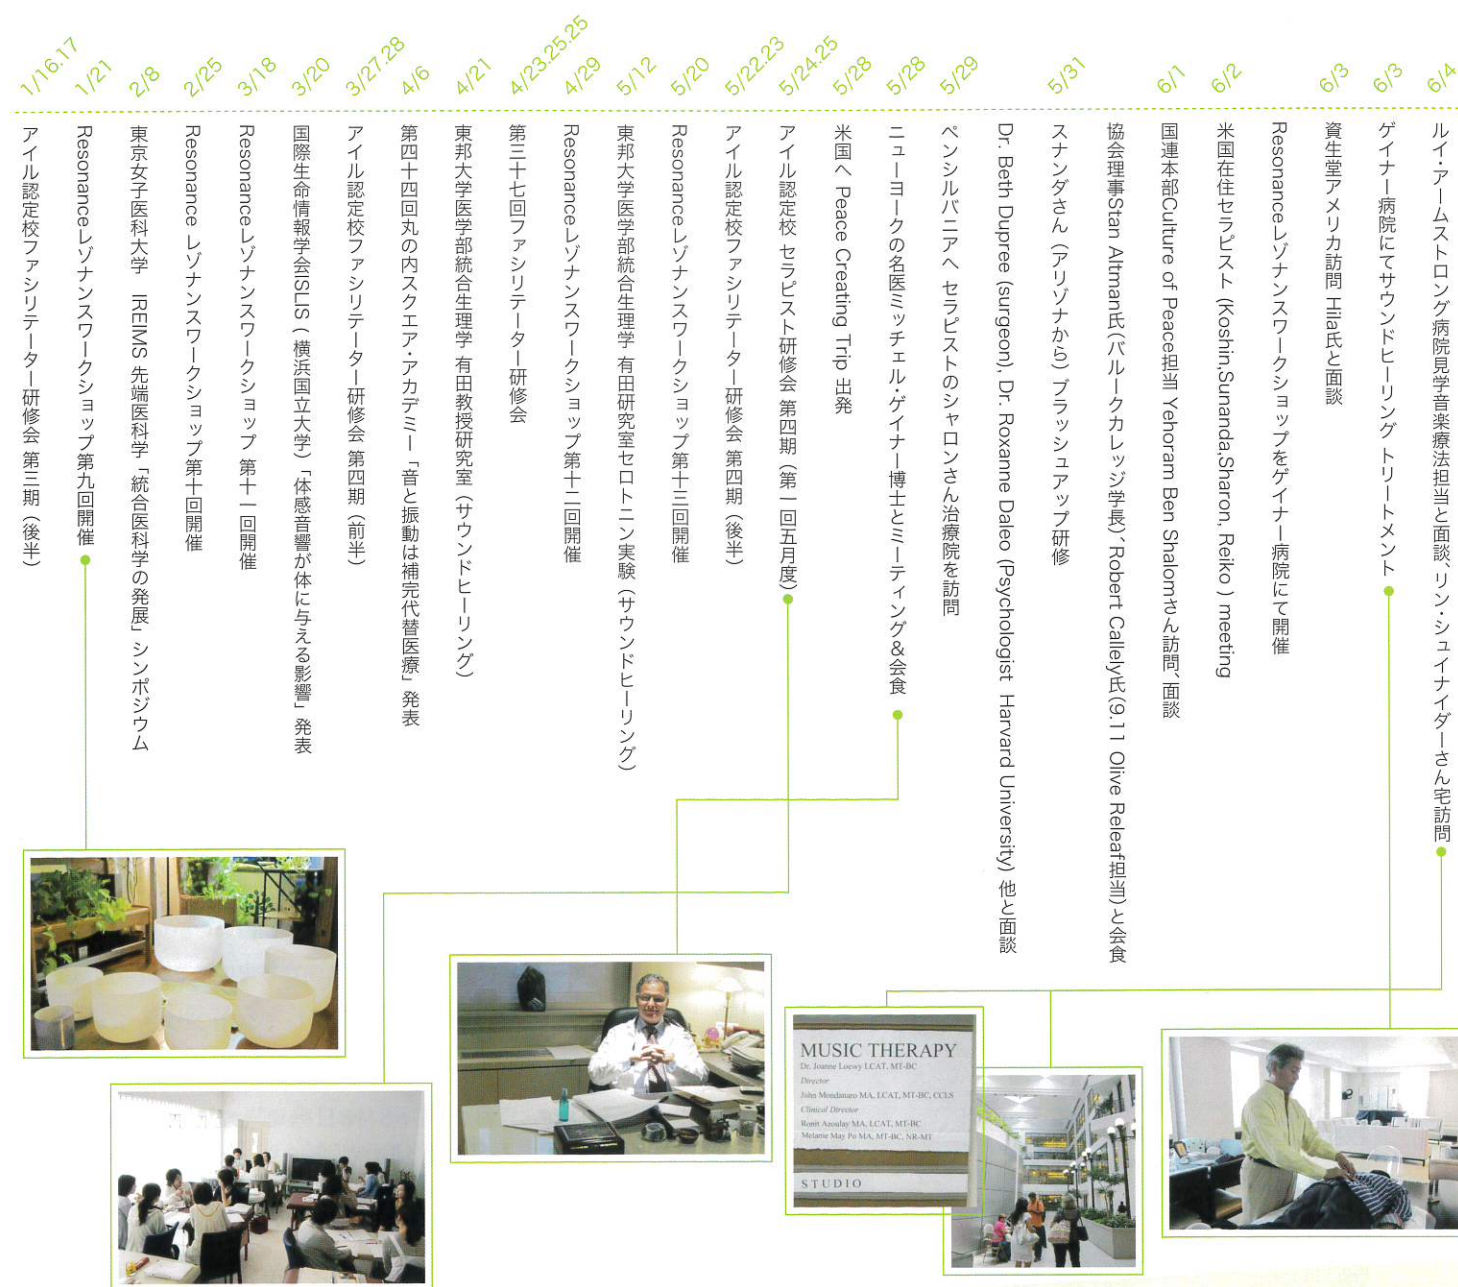 1/16.17
アイル認定校ファシリテーター研修会 第三期（後半）
1/21
Resonanceレゾナンスワークショップ第九回開催
2/8
東京女子医科大学 IREIMS 先端医科学「統合医科学の発展」シンポジウム
2/25
Resonance レゾナンスワークショップ第十回開催
3/18
Resonanceレゾナンスワークショップ 第十一回開催
3/20
国際生命情報学会ISLIS（ 横浜国立大学）「体感音響が体に与える影響」発表
3/27.28
アイル認定校ファシリテーター研修会 第四期（前半）
4/6
第四十四回丸の内スクエア・アカデミー「音と振動は補完代替医療」発表
4/21
東邦大学医学部統合生理学 有田教授研究室（サウンドヒーリング）
4/23.25.25
第三十七回ファシリテーター研修会
4/29
Resonanceレゾナンスワークショップ第十二回開催
5/12
東邦大学医学部統合生理学 有田研究室セロトニン実験（サウンドヒーリング）
5/20
Resonanceレゾナンスワークショップ第十三回開催
5/22.23
アイル認定校ファシリテーター研修会 第四期（後半）
5/24.25
アイル認定校 セラピスト研修会 第四期（第一回五月度）
5/28
米国へ Peace Creating Trip 出発
5/28
ニューヨークの名医ミッチェル・ゲイナー博士とミーティング＆会食
5/29
ペンシルバニアへ セラピストのシャロンさん治療院を訪問
Dr. Beth Dupree (surgeon), Dr. Roxanne Daleo (Psychologist Harvard University) 他と面談
5/31
スナンダさん（アリゾナから）ブラッシュアップ研修
協会理事Stan Altman氏（バルークカレッジ学長）、Robert Callely氏（9.11 Olive Releaf担当）と会食
6/1
国連本部Culture of Peace担当 Yehoram Ben Shalomさん訪問、面談
6/2
米国在住セラピスト (Koshin,Sunanda,Sharon, Reiko ) meeting
Resonanceレゾナンスワークショップをゲイナー病院にて開催
6/3
資生堂アメリカ訪問 Hila氏と面談
6/3
ゲイナー病院にてサウンドヒーリング トリートメント
6/4
ルイ・アームストロング病院見学音楽療法担当と面談、リン・シュイナイダーさん宅訪問
MUSIC THERAPY
Dr. Joanne Loewy LCAT, MT-BC
Director
John Mondanaro MA, LCAT, MT-BC, CCLS
Clinical Director
Ronit Azoulay MA, LCAT, MT-BC
Melanie May Po MA, MT-BC, NR-MT
STUDIO